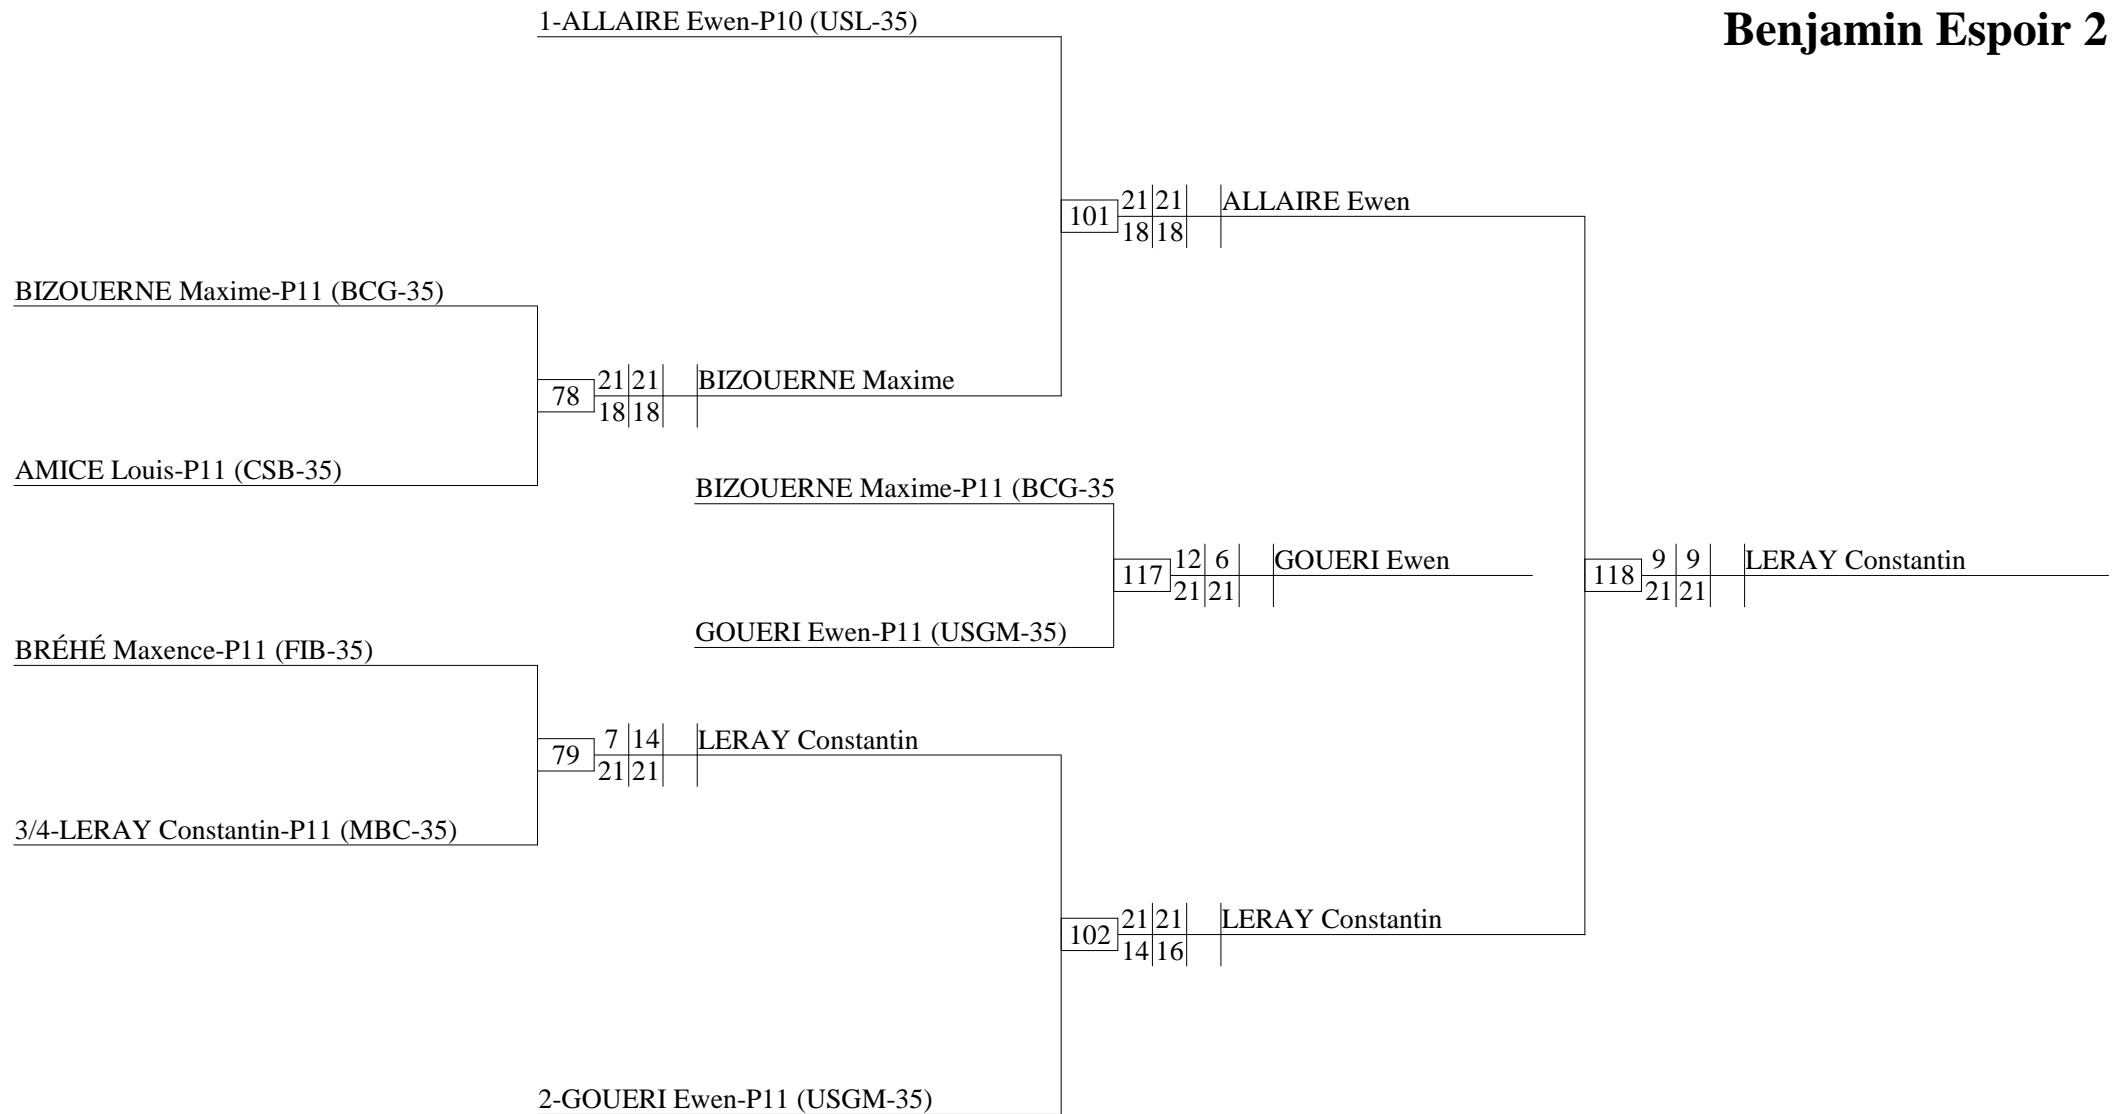 1-ALLAIRE Ewen-P10 (USL-35)
Benjamin Espoir 2
21 21
101
ALLAIRE Ewen
18 18
BIZOUERNE Maxime-P11 (BCG-35)
21 21
78
BIZOUERNE Maxime
18 18
AMICE Louis-P11 (CSB-35)
BIZOUERNE Maxime-P11 (BCG-35
12 6
117
GOUERI Ewen
21 21
9 9
118
LERAY Constantin
21 21
GOUERI Ewen-P11 (USGM-35)
BRÉHÉ Maxence-P11 (FIB-35)
7 14
79
LERAY Constantin
21 21
3/4-LERAY Constantin-P11 (MBC-35)
21 21
102
LERAY Constantin
14 16
2-GOUERI Ewen-P11 (USGM-35)